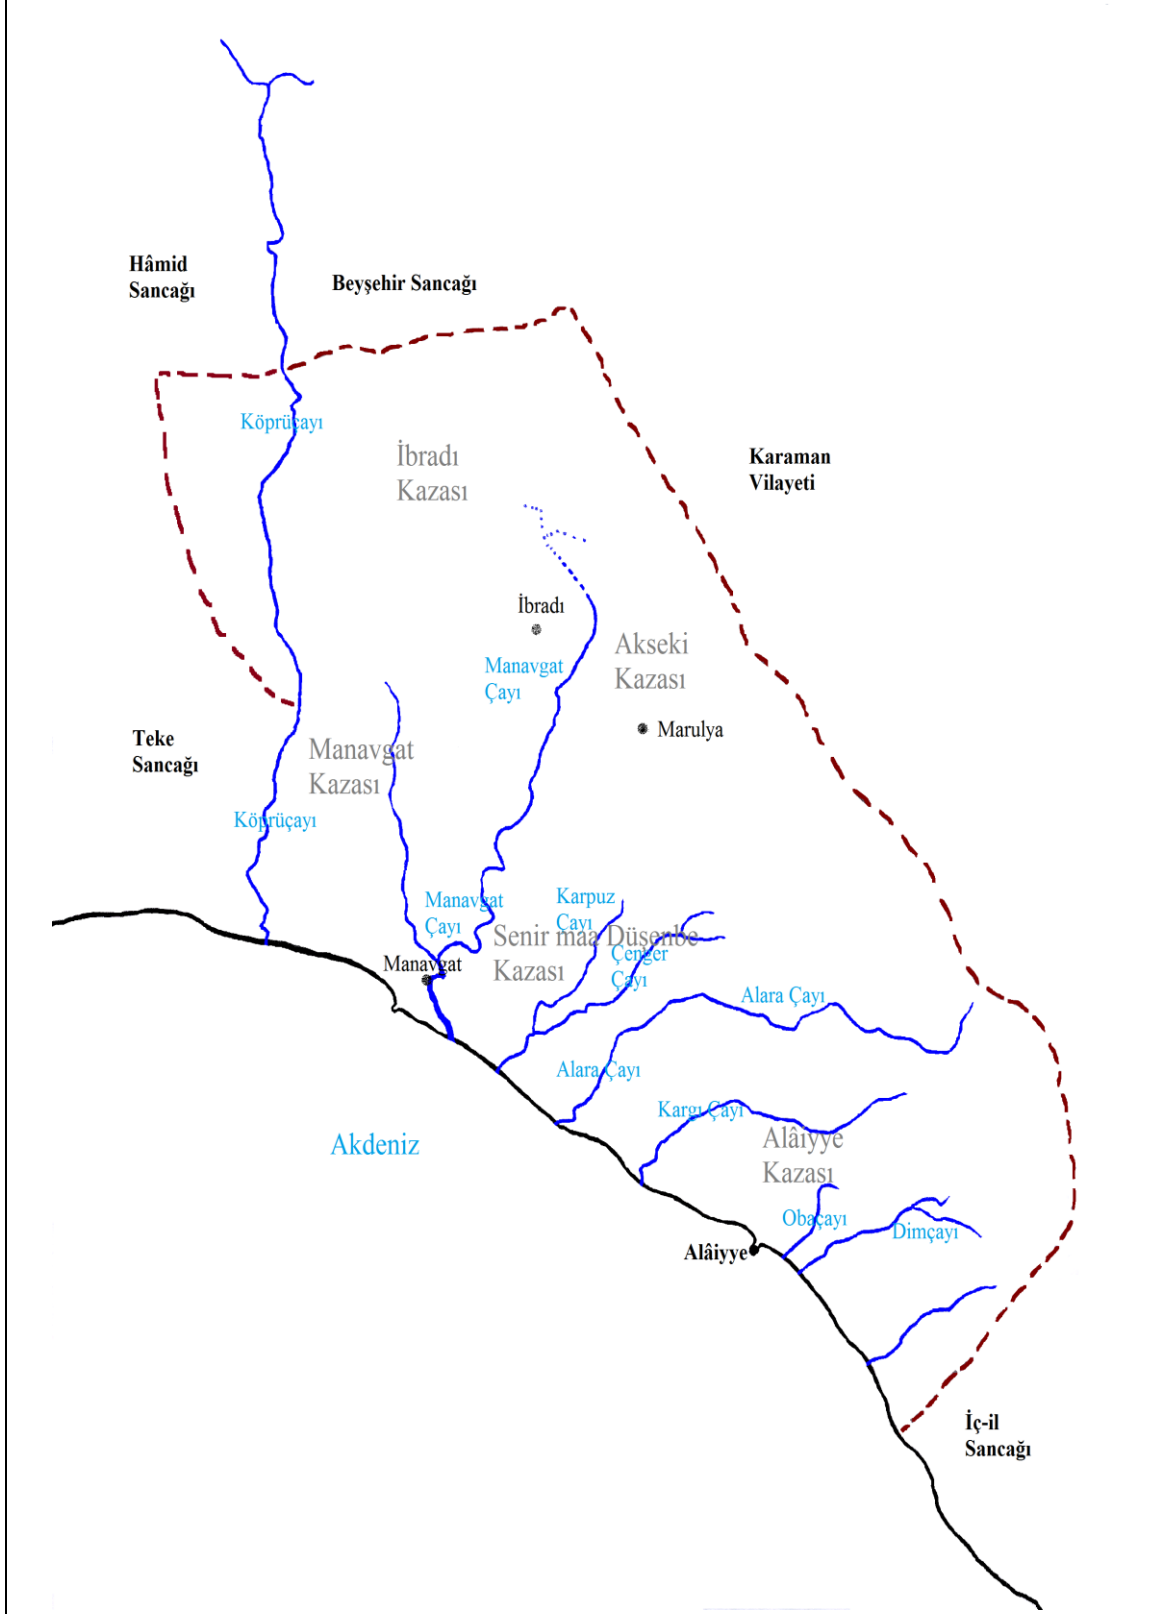 Hâmid
Sancağı
Beyşehir Sancağı
Köprüçayı
İbradı
Kazası
Karaman
Vilayeti
İbradı
Akseki
Kazası
Manavgat
Çayı
Marulya
Teke
Sancağı
Manavgat
Kazası
Köprüçayı
Manavgat
Çayı
Karpuz
Çayı
Senir maa Düşenbe
Kazası
Çenger
Çayı
Manavgat
Alara Çayı
Alara Çayı
Kargı Çayı
Akdeniz
Alâiyye
Kazası
Obaçayı
Dimçayı
Alâiyye
İç-il
Sancağı